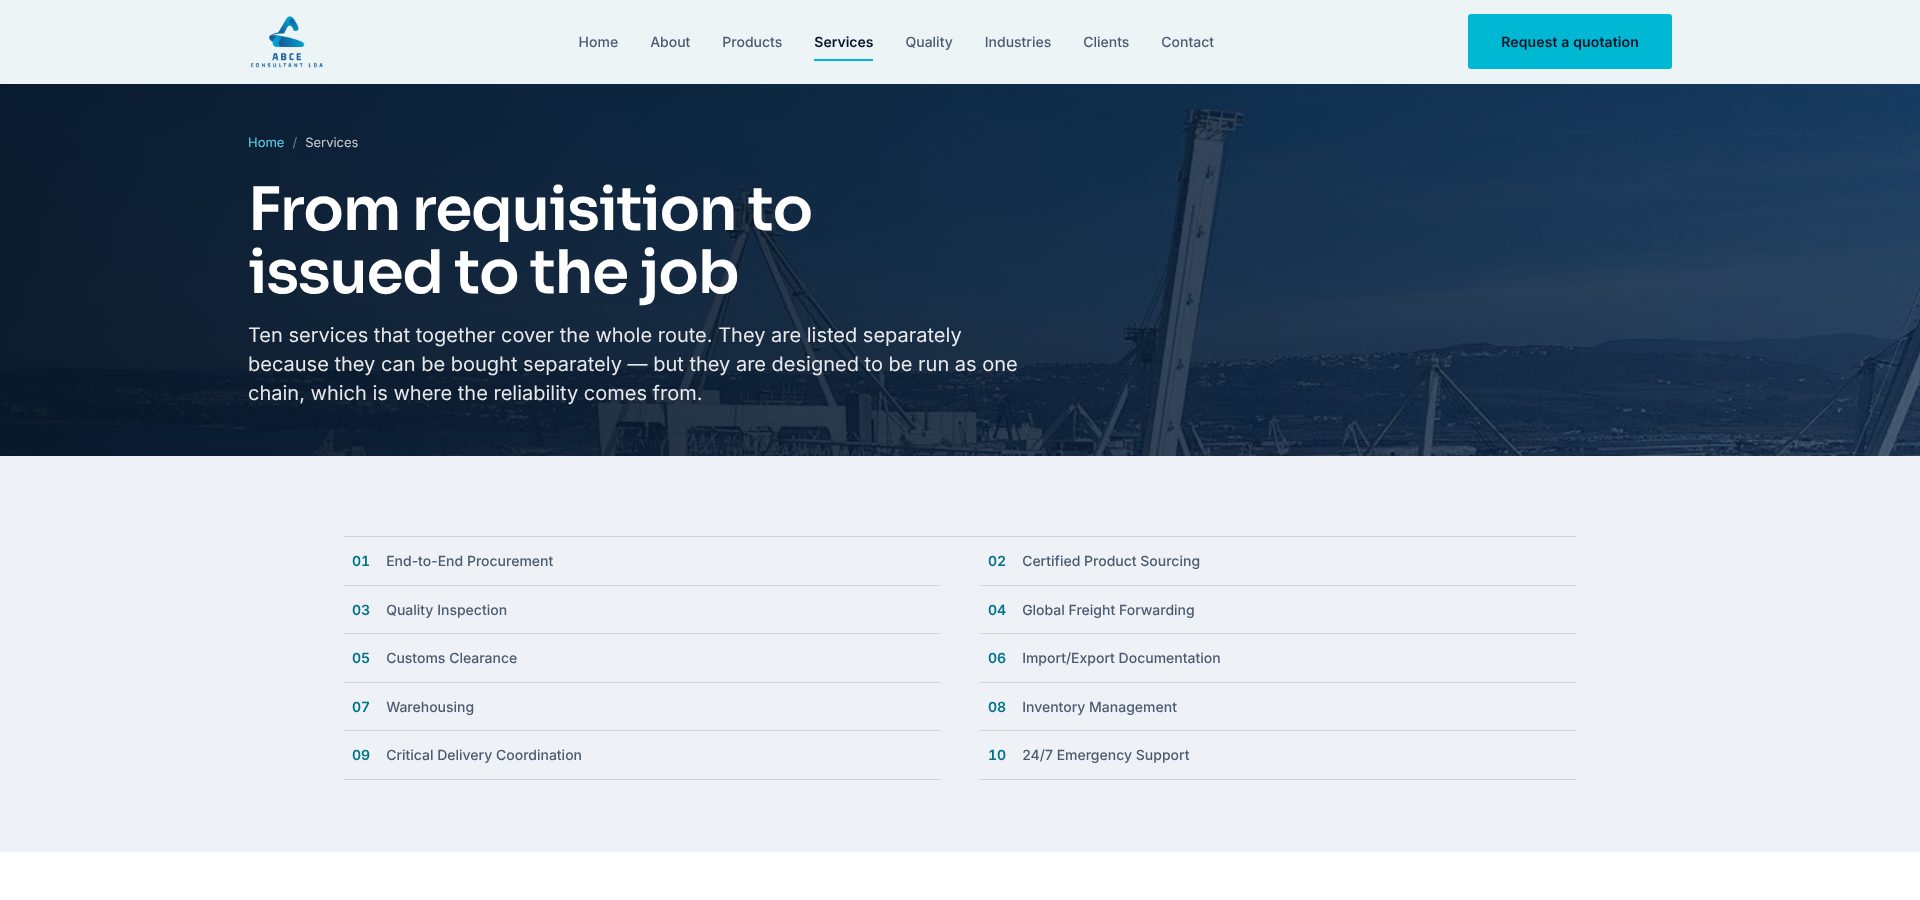 ABCE
CONSULTANT LDA
Home
About
Products
Services
Quality
Industries
Clients
Contact
Request a quotation
Home / Services
From requisition to
issued to the job
Ten services that together cover the whole route. They are listed separately
because they can be bought separately — but they are designed to be run as one
chain, which is where the reliability comes from.
01 End-to-End Procurement
02 Certified Product Sourcing
03 Quality Inspection
04 Global Freight Forwarding
05 Customs Clearance
06 Import/Export Documentation
07 Warehousing
08 Inventory Management
09 Critical Delivery Coordination
10 24/7 Emergency Support